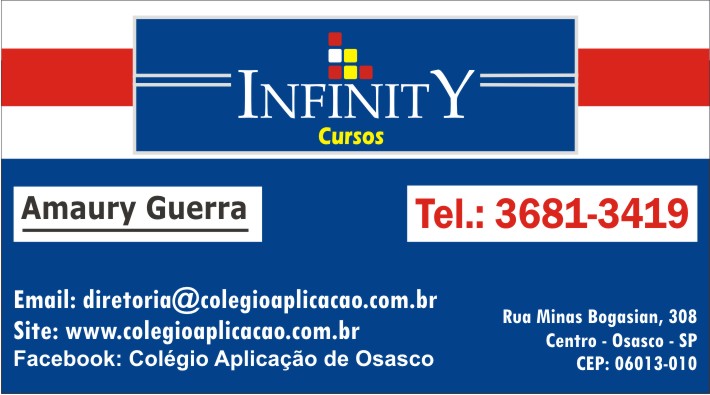 INFINITY
Cursos
Amaury Guerra
Tel.: 3681-3419
Email: diretoria@colegioaplicacao.com.br
Site: www.colegioaplicacao.com.br
Facebook: Colégio Aplicação de Osasco
Rua Minas Bogasian, 308
Centro - Osasco - SP
CEP: 06013-010